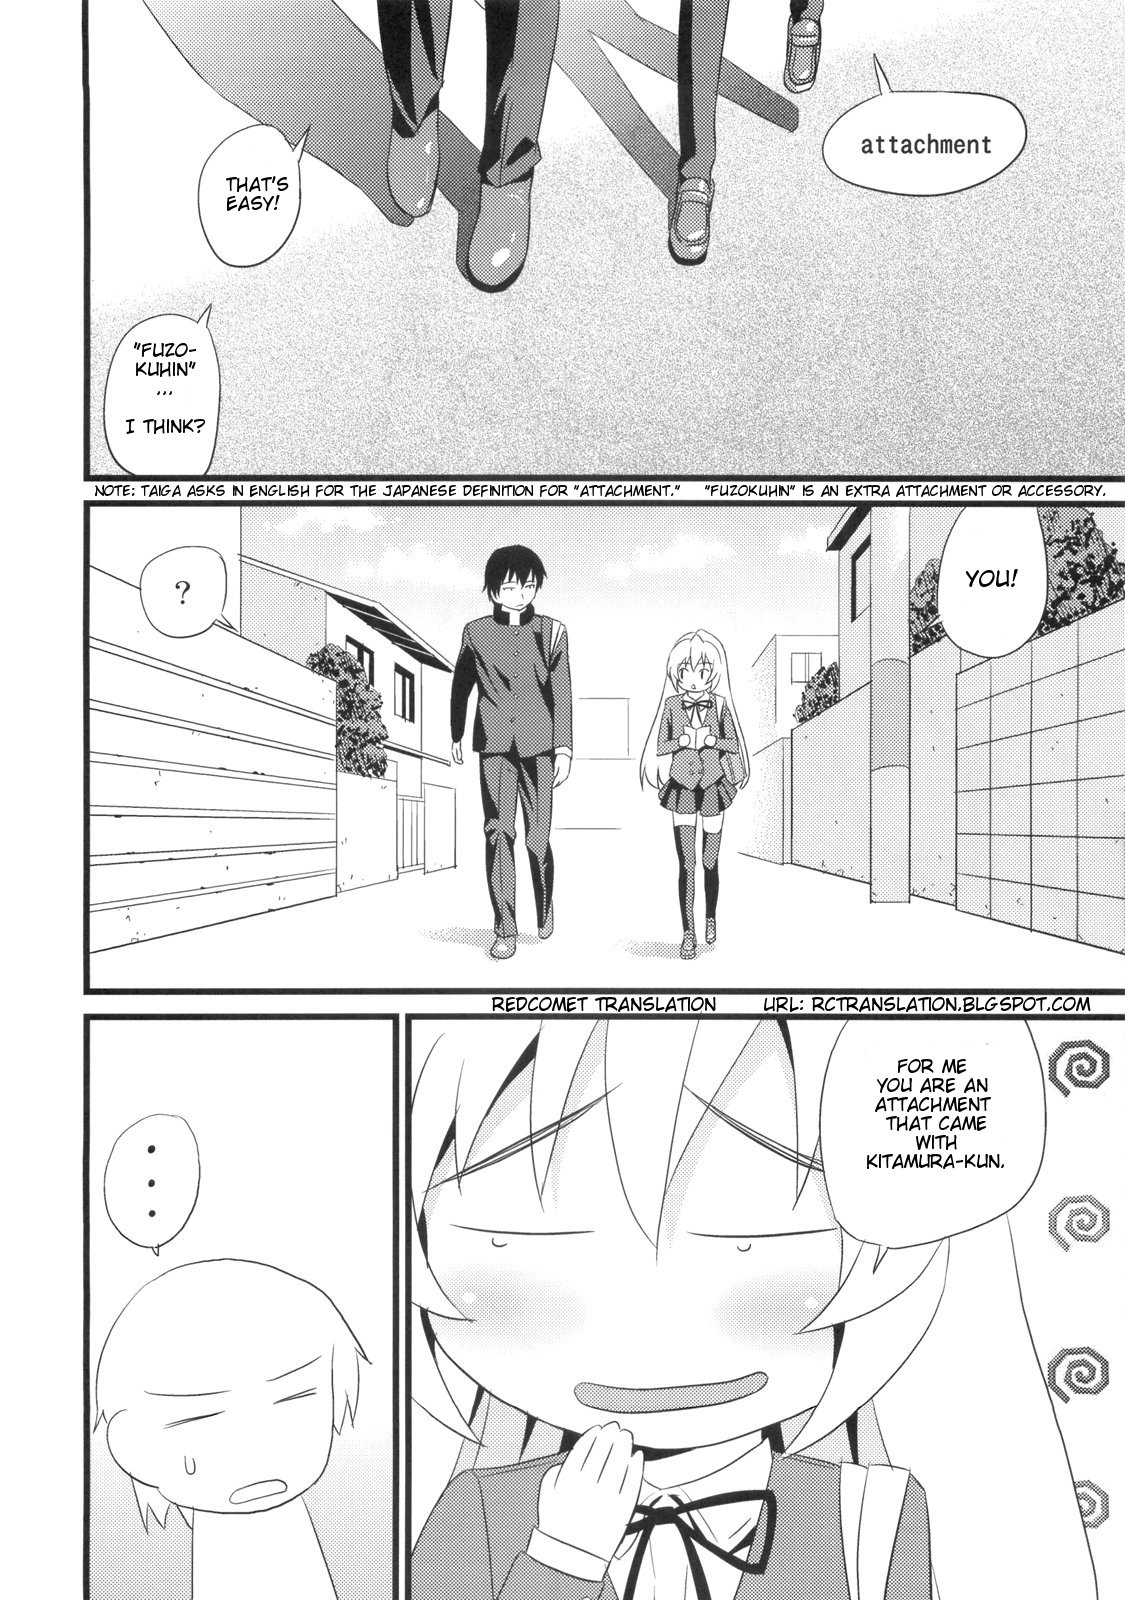 attachment
THAT'S
EASY!
"FUZO-
KUHIN"
...
I THINK?
NOTE: TAIGA ASKS IN ENGLISH FOR THE JAPANESE DEFINITION FOR "ATTACHMENT." "FUZOKUHIN" IS AN EXTRA ATTACHMENT OR ACCESSORY.
YOU!
?
REDCOMET TRANSLATION URL: RCTRANSLATION.BLGSPOT.COM
FOR ME
YOU ARE AN
ATTACHMENT
THAT CAME
WITH
KITAMURA-KUN.
...